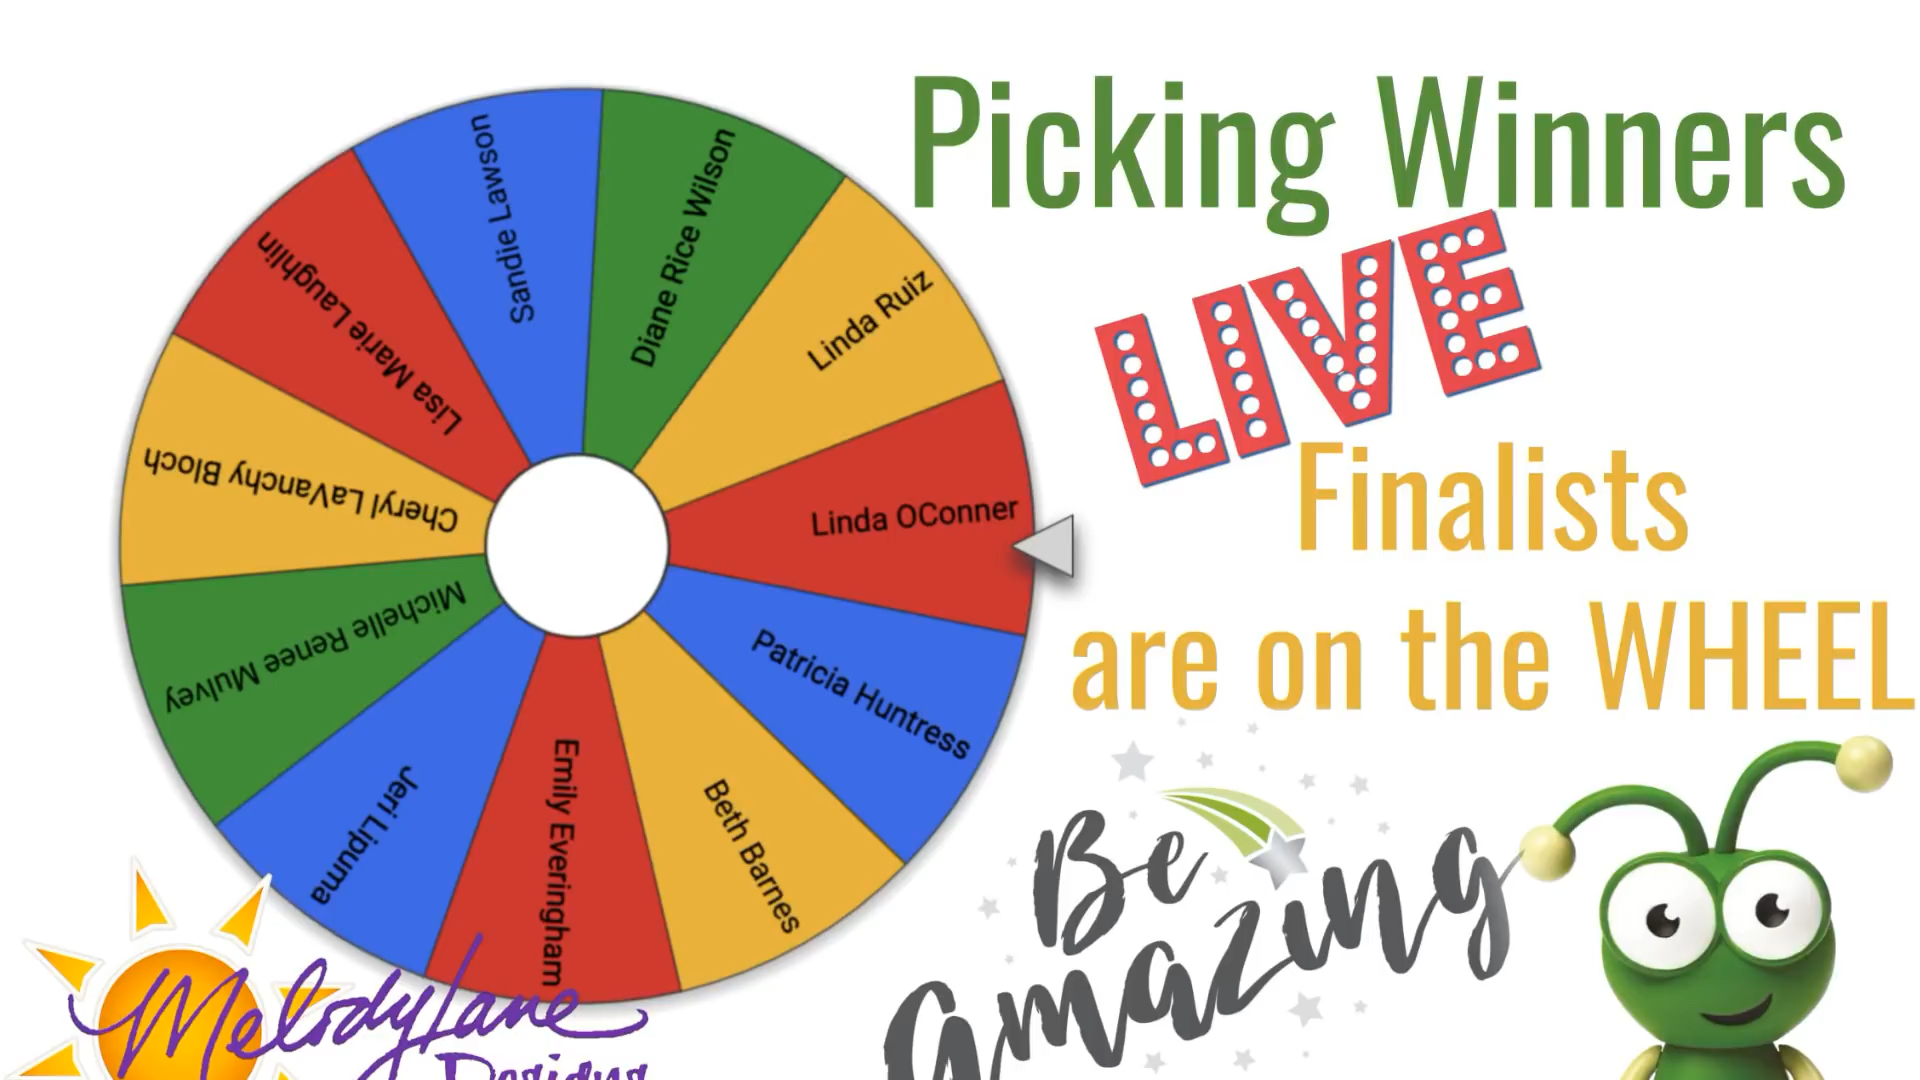 Picking Winners
LIVE
Finalists
are on the WHEEL
Sandie Lawson
Diane Rice Wilson
Linda Ruiz
Linda OConner
Patricia Huntress
Beth Barnes
Emily Everingham
Jeri Lipuma
Michelle Renee Mulvey
Cheryl LaVanchy Bloch
Lisa Marie Laughlin
Be
amazing
MelodyLane
Designs